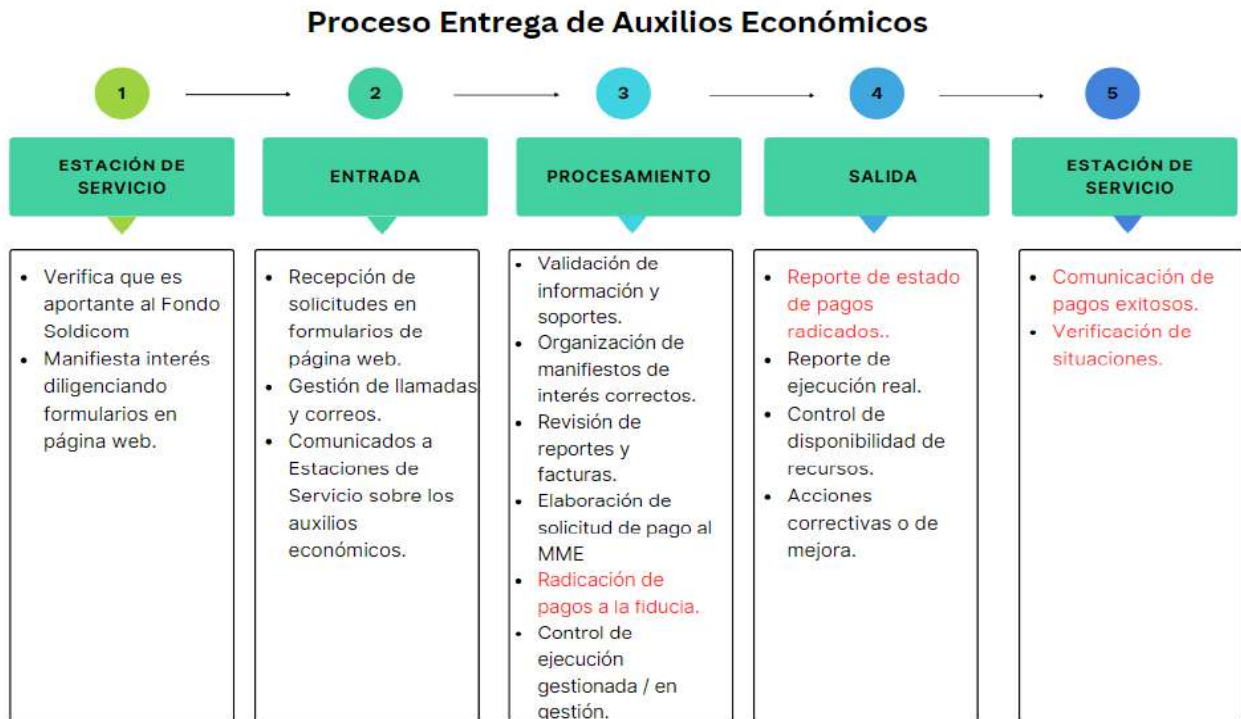 Proceso Entrega de Auxilios Económicos
1
2
3
4
5
ESTACIÓN DE
SERVICIO
ENTRADA
PROCESAMIENTO
SALIDA
ESTACIÓN DE
SERVICIO
• Verifica que es
aportante al Fondo
Soldicom
• Manifiesta interés
diligenciando
formularios en
página web.
• Recepción de
solicitudes en
formularios de
página web.
• Gestión de llamadas
y correos.
• Comunicados a
Estaciones de
Servicio sobre los
auxilios
económicos.
• Validación de
información y
soportes.
• Organización de
manifiestos de
interés correctos.
• Revisión de
reportes y
facturas.
• Elaboración de
solicitud de pago al
MME
• Radicación de
pagos a la fiducia.
• Control de
ejecución
gestionada / en
gestión.
• Reporte de estado
de pagos
radicados..
• Reporte de
ejecución real.
• Control de
disponibilidad de
recursos.
• Acciones
correctivas o de
mejora.
• Comunicación de
pagos exitosos.
• Verificación de
situaciones.